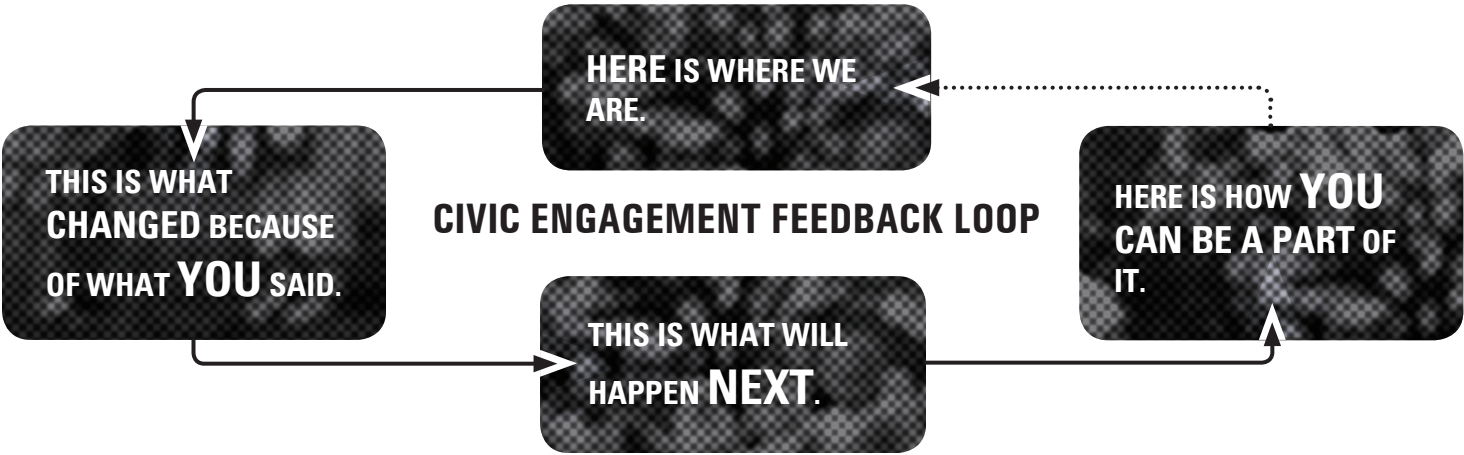 HERE IS WHERE WE
ARE.
THIS IS WHAT
CHANGED BECAUSE
OF WHAT YOU SAID.
CIVIC ENGAGEMENT FEEDBACK LOOP
HERE IS HOW YOU
CAN BE A PART OF
IT.
THIS IS WHAT WILL
HAPPEN NEXT.